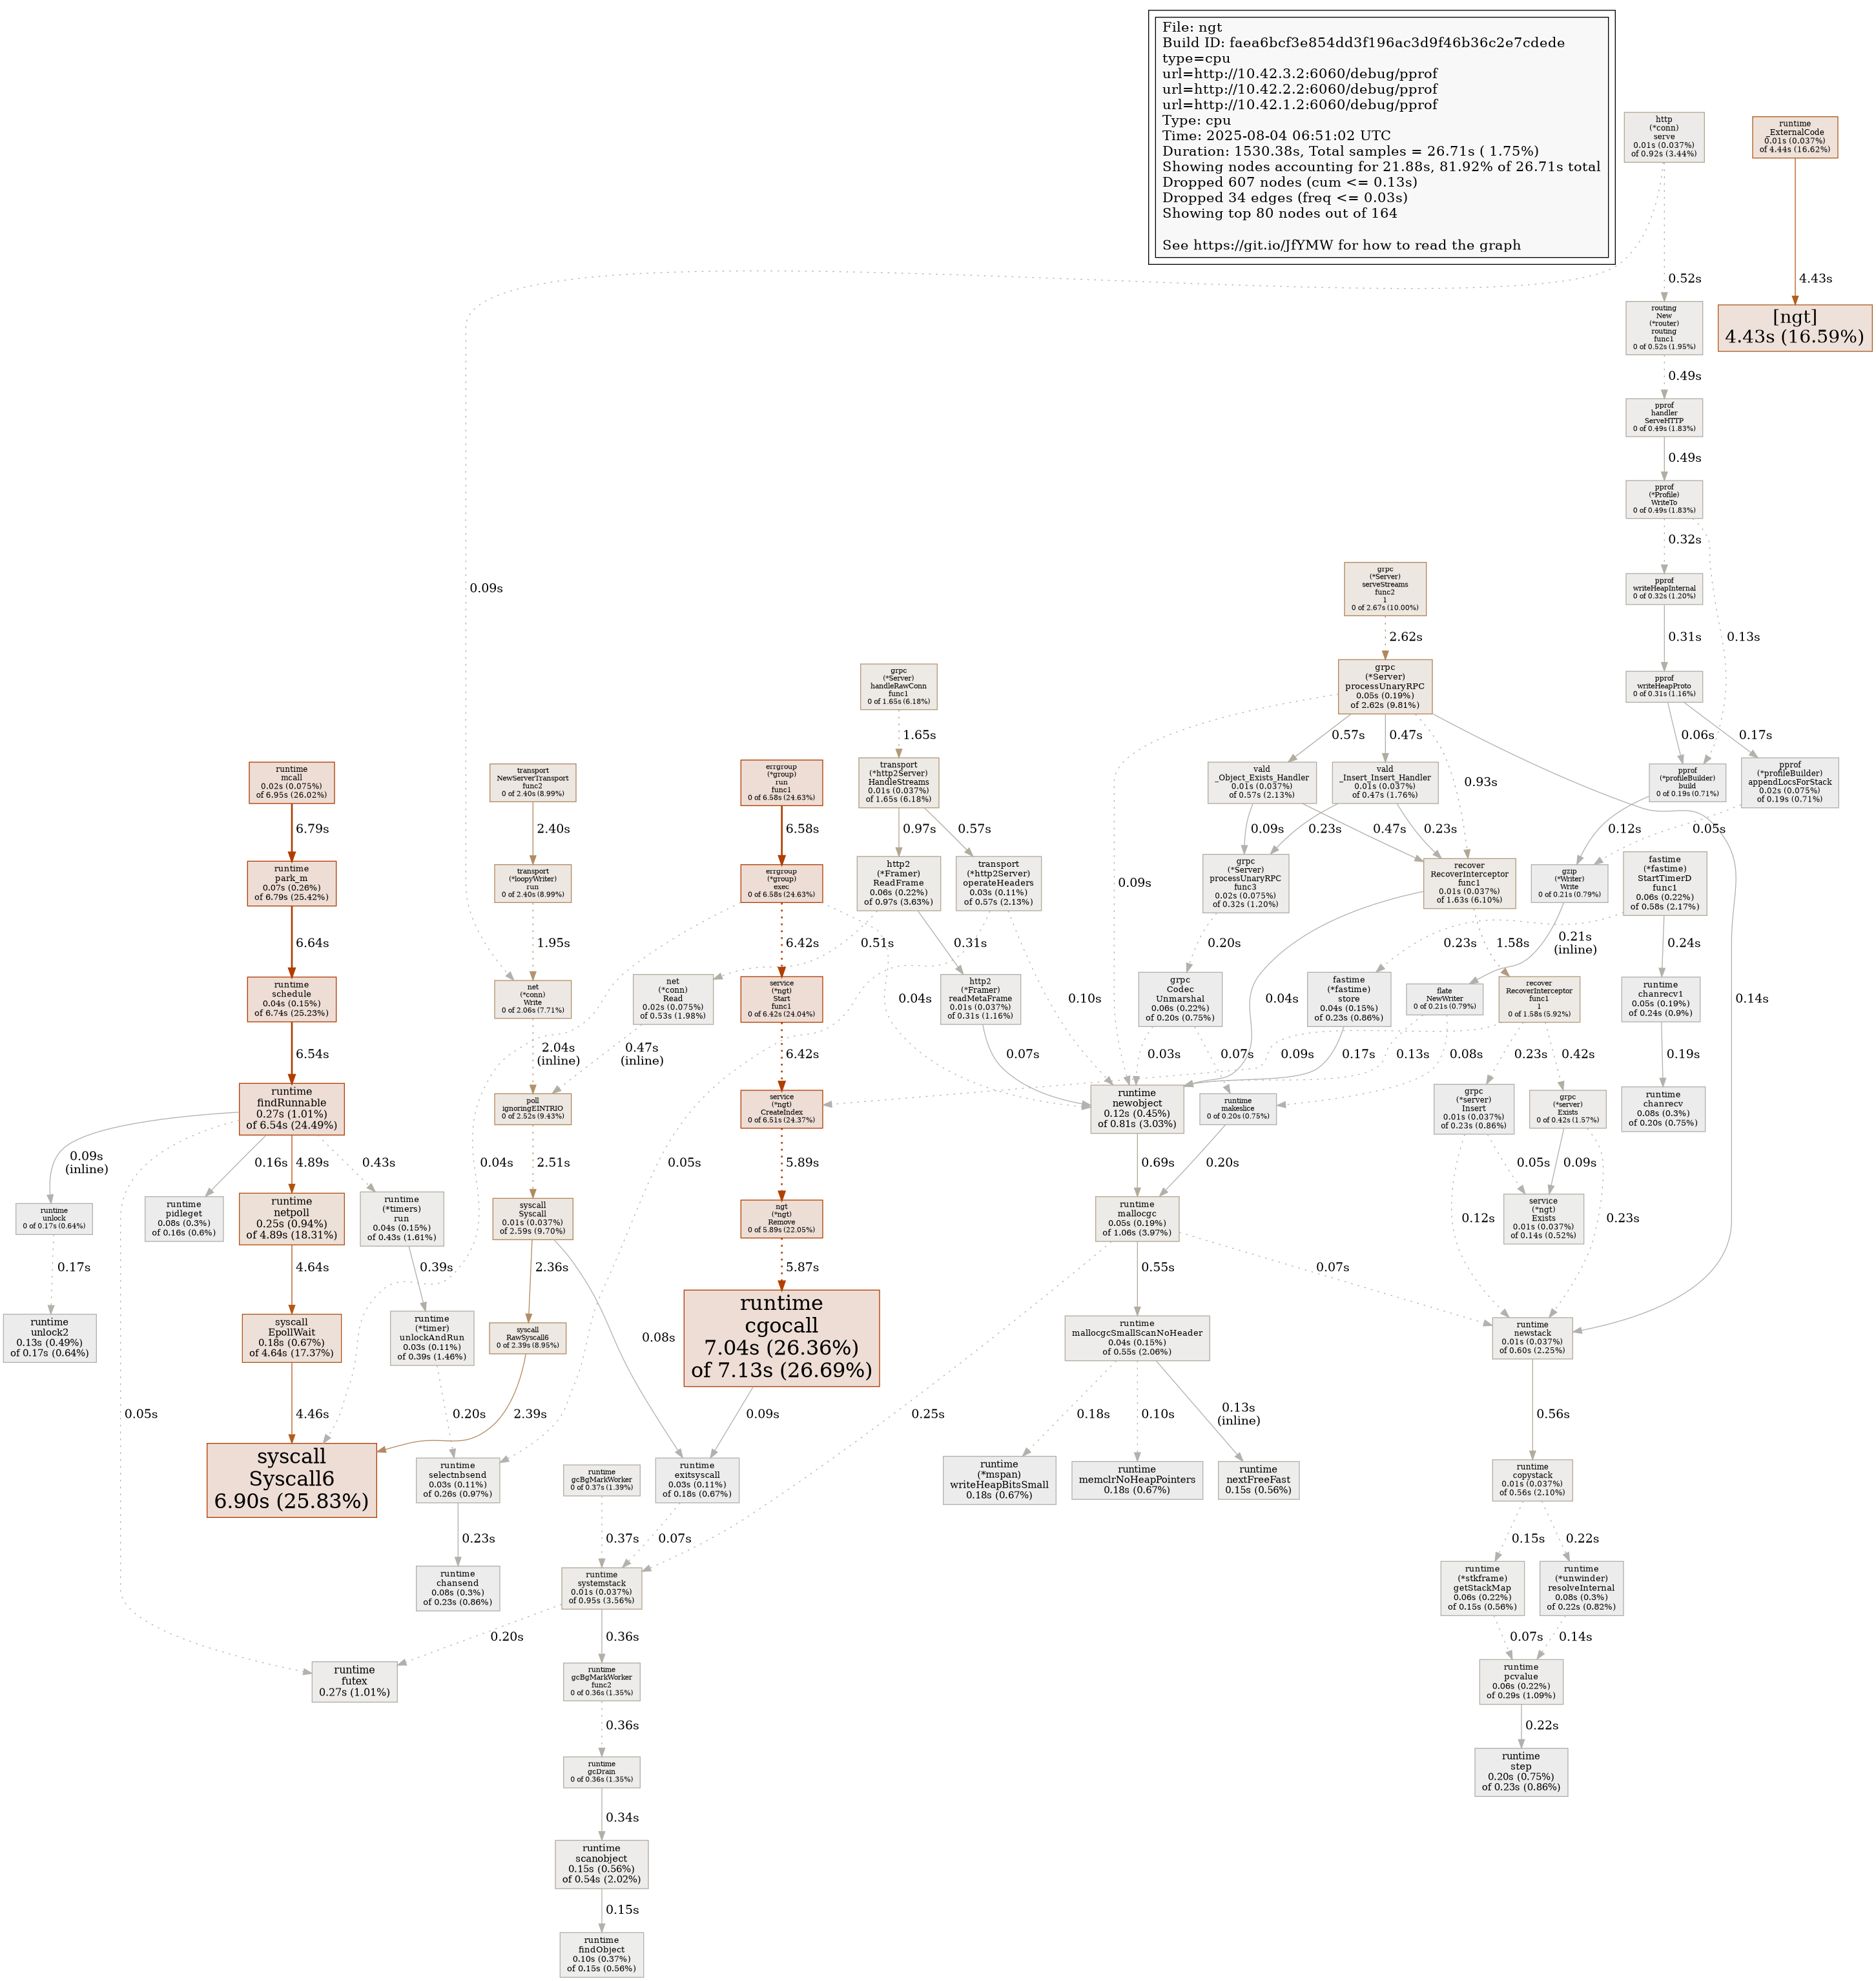 File: ngt
Build ID: faea6bcf3e854dd3f196ac3d9f46b36c2e7cdede
type=cpu
url=http://10.42.3.2:6060/debug/pprof
url=http://10.42.2.2:6060/debug/pprof
url=http://10.42.1.2:6060/debug/pprof
Type: cpu
Time: 2025-08-04 06:51:02 UTC
Duration: 1530.38s, Total samples = 26.71s ( 1.75%)
Showing nodes accounting for 21.88s, 81.92% of 26.71s total
Dropped 607 nodes (cum <= 0.13s)
Dropped 34 edges (freq <= 0.03s)
Showing top 80 nodes out of 164
See https://git.io/JfYMW for how to read the graph
http
(*conn)
serve
0.01s (0.037%)
of 0.92s (3.44%)
runtime
_ExternalCode
0.01s (0.037%)
of 4.44s (16.62%)
0.52s
4.43s
routing
New
(*router)
routing
func1
0 of 0.52s (1.95%)
[ngt]
4.43s (16.59%)
0.49s
pprof
handler
ServeHTTP
0 of 0.49s (1.83%)
0.49s
pprof
(*Profile)
WriteTo
0 of 0.49s (1.83%)
0.32s
0.09s
grpc
(*Server)
serveStreams
func2
1
0 of 2.67s (10.00%)
pprof
writeHeapInternal
0 of 0.32s (1.20%)
2.62s
0.31s
0.13s
grpc
(*Server)
handleRawConn
func1
0 of 1.65s (6.18%)
grpc
(*Server)
processUnaryRPC
0.05s (0.19%)
of 2.62s (9.81%)
pprof
writeHeapProto
0 of 0.31s (1.16%)
1.65s
0.57s
0.47s
0.06s
0.17s
runtime
mcall
0.02s (0.075%)
of 6.95s (26.02%)
transport
NewServerTransport
func2
0 of 2.40s (8.99%)
errgroup
(*group)
run
func1
0 of 6.58s (24.63%)
transport
(*http2Server)
HandleStreams
0.01s (0.037%)
of 1.65s (6.18%)
vald
_Object_Exists_Handler
0.01s (0.037%)
of 0.57s (2.13%)
vald
_Insert_Insert_Handler
0.01s (0.037%)
of 0.47s (1.76%)
0.93s
pprof
(*profileBuilder)
build
0 of 0.19s (0.71%)
pprof
(*profileBuilder)
appendLocsForStack
0.02s (0.075%)
of 0.19s (0.71%)
6.79s
2.40s
6.58s
0.97s
0.57s
0.09s
0.23s
0.47s
0.23s
0.12s
0.05s
runtime
park_m
0.07s (0.26%)
of 6.79s (25.42%)
transport
(*loopyWriter)
run
0 of 2.40s (8.99%)
errgroup
(*group)
exec
0 of 6.58s (24.63%)
http2
(*Framer)
ReadFrame
0.06s (0.22%)
of 0.97s (3.63%)
transport
(*http2Server)
operateHeaders
0.03s (0.11%)
of 0.57s (2.13%)
0.09s
grpc
(*Server)
processUnaryRPC
func3
0.02s (0.075%)
of 0.32s (1.20%)
recover
RecoverInterceptor
func1
0.01s (0.037%)
of 1.63s (6.10%)
gzip
(*Writer)
Write
0 of 0.21s (0.79%)
fastime
(*fastime)
StartTimerD
func1
0.06s (0.22%)
of 0.58s (2.17%)
6.64s
1.95s
6.42s
0.51s
0.31s
0.20s
0.23s
1.58s
0.21s
(inline)
0.24s
runtime
schedule
0.04s (0.15%)
of 6.74s (25.23%)
net
(*conn)
Write
0 of 2.06s (7.71%)
service
(*ngt)
Start
func1
0 of 6.42s (24.04%)
net
(*conn)
Read
0.02s (0.075%)
of 0.53s (1.98%)
0.04s
http2
(*Framer)
readMetaFrame
0.01s (0.037%)
of 0.31s (1.16%)
0.10s
grpc
Codec
Unmarshal
0.06s (0.22%)
of 0.20s (0.75%)
0.04s
fastime
(*fastime)
store
0.04s (0.15%)
of 0.23s (0.86%)
flate
NewWriter
0 of 0.21s (0.79%)
recover
RecoverInterceptor
func1
1
0 of 1.58s (5.92%)
runtime
chanrecv1
0.05s (0.19%)
of 0.24s (0.9%)
0.14s
6.54s
2.04s
(inline)
0.47s
(inline)
6.42s
0.07s
0.03s
0.07s
0.09s
0.17s
0.13s
0.08s
0.23s
0.42s
0.19s
runtime
findRunnable
0.27s (1.01%)
of 6.54s (24.49%)
poll
ignoringEINTRIO
0 of 2.52s (9.43%)
service
(*ngt)
CreateIndex
0 of 6.51s (24.37%)
runtime
newobject
0.12s (0.45%)
of 0.81s (3.03%)
runtime
makeslice
0 of 0.20s (0.75%)
grpc
(*server)
Insert
0.01s (0.037%)
of 0.23s (0.86%)
grpc
(*server)
Exists
0 of 0.42s (1.57%)
runtime
chanrecv
0.08s (0.3%)
of 0.20s (0.75%)
0.09s
(inline)
0.16s
4.89s
0.43s
0.04s
2.51s
0.05s
5.89s
0.69s
0.20s
0.05s
0.09s
runtime
unlock
0 of 0.17s (0.64%)
runtime
pidleget
0.08s (0.3%)
of 0.16s (0.6%)
runtime
netpoll
0.25s (0.94%)
of 4.89s (18.31%)
runtime
(*timers)
run
0.04s (0.15%)
of 0.43s (1.61%)
syscall
Syscall
0.01s (0.037%)
of 2.59s (9.70%)
ngt
(*ngt)
Remove
0 of 5.89s (22.05%)
runtime
mallocgc
0.05s (0.19%)
of 1.06s (3.97%)
0.12s
service
(*ngt)
Exists
0.01s (0.037%)
of 0.14s (0.52%)
0.23s
0.17s
4.64s
0.39s
2.36s
5.87s
0.55s
0.07s
runtime
unlock2
0.13s (0.49%)
of 0.17s (0.64%)
syscall
EpollWait
0.18s (0.67%)
of 4.64s (17.37%)
runtime
(*timer)
unlockAndRun
0.03s (0.11%)
of 0.39s (1.46%)
syscall
RawSyscall6
0 of 2.39s (8.95%)
0.08s
runtime
cgocall
7.04s (26.36%)
of 7.13s (26.69%)
runtime
mallocgcSmallScanNoHeader
0.04s (0.15%)
of 0.55s (2.06%)
runtime
newstack
0.01s (0.037%)
of 0.60s (2.25%)
0.05s
4.46s
0.20s
2.39s
0.09s
0.25s
0.18s
0.10s
0.13s
(inline)
0.56s
syscall
Syscall6
6.90s (25.83%)
runtime
selectnbsend
0.03s (0.11%)
of 0.26s (0.97%)
runtime
gcBgMarkWorker
0 of 0.37s (1.39%)
runtime
exitsyscall
0.03s (0.11%)
of 0.18s (0.67%)
runtime
(*mspan)
writeHeapBitsSmall
0.18s (0.67%)
runtime
memclrNoHeapPointers
0.18s (0.67%)
runtime
nextFreeFast
0.15s (0.56%)
runtime
copystack
0.01s (0.037%)
of 0.56s (2.10%)
0.23s
0.37s
0.07s
0.15s
0.22s
runtime
chansend
0.08s (0.3%)
of 0.23s (0.86%)
runtime
systemstack
0.01s (0.037%)
of 0.95s (3.56%)
runtime
(*stkframe)
getStackMap
0.06s (0.22%)
of 0.15s (0.56%)
runtime
(*unwinder)
resolveInternal
0.08s (0.3%)
of 0.22s (0.82%)
0.20s
0.36s
0.07s
0.14s
runtime
futex
0.27s (1.01%)
runtime
gcBgMarkWorker
func2
0 of 0.36s (1.35%)
runtime
pcvalue
0.06s (0.22%)
of 0.29s (1.09%)
0.36s
0.22s
runtime
gcDrain
0 of 0.36s (1.35%)
runtime
step
0.20s (0.75%)
of 0.23s (0.86%)
0.34s
runtime
scanobject
0.15s (0.56%)
of 0.54s (2.02%)
0.15s
runtime
findObject
0.10s (0.37%)
of 0.15s (0.56%)